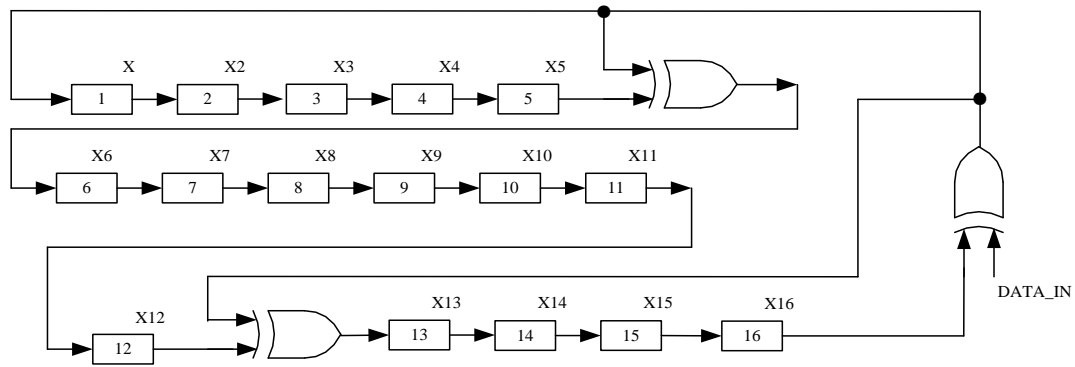 X X2 X3 X4 X5
1 2 3 4 5
X6 X7 X8 X9 X10 X11
6 7 8 9 10 11
DATA_IN
X12 X13 X14 X15 X16
12 13 14 15 16